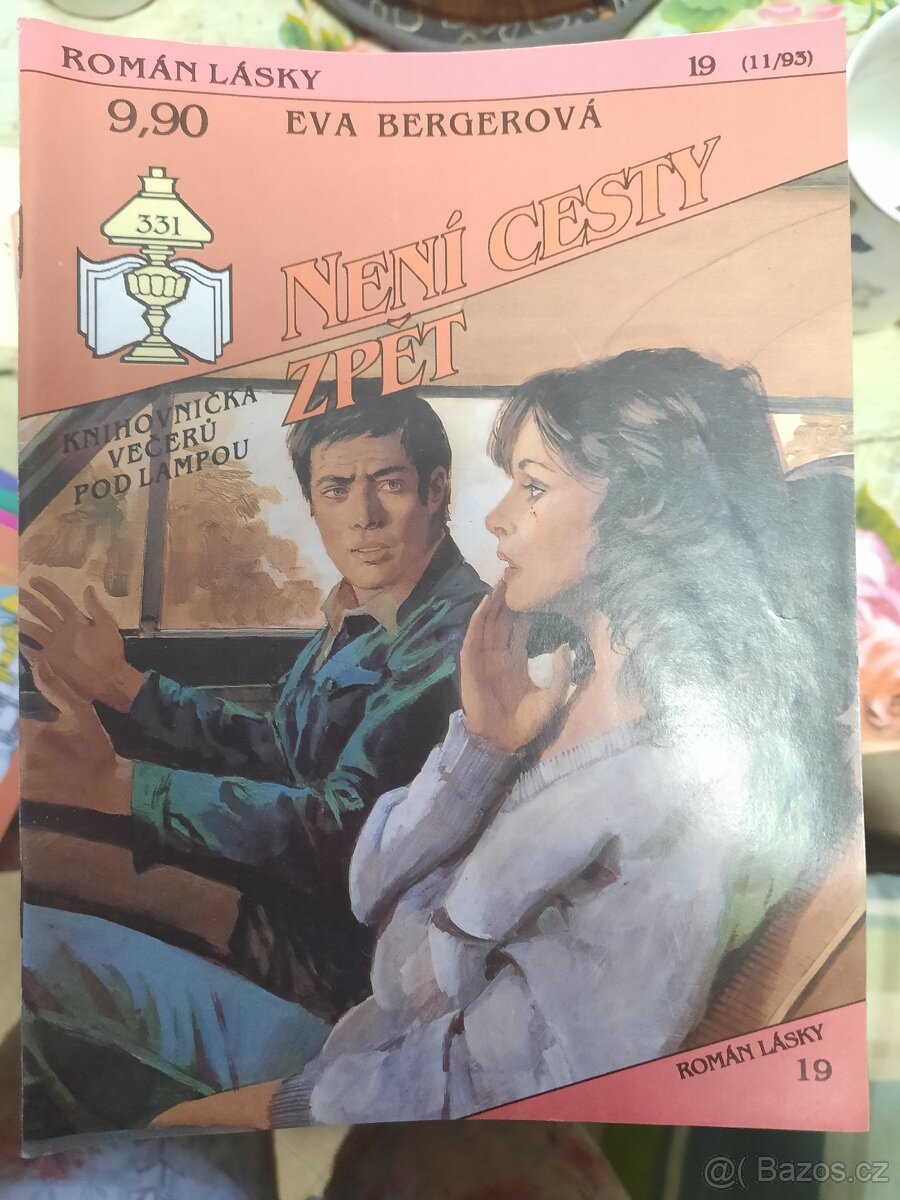 ROMÁN LÁSKY 19 (11/93)
9,90 EVA BERGEROVÁ
331
NENÍ CESTY
ZPĚT
KNIHOVNIČKA
VEČERŮ
POD LAMPOU
ROMÁN LÁSKY
19
@( Bazos.cz